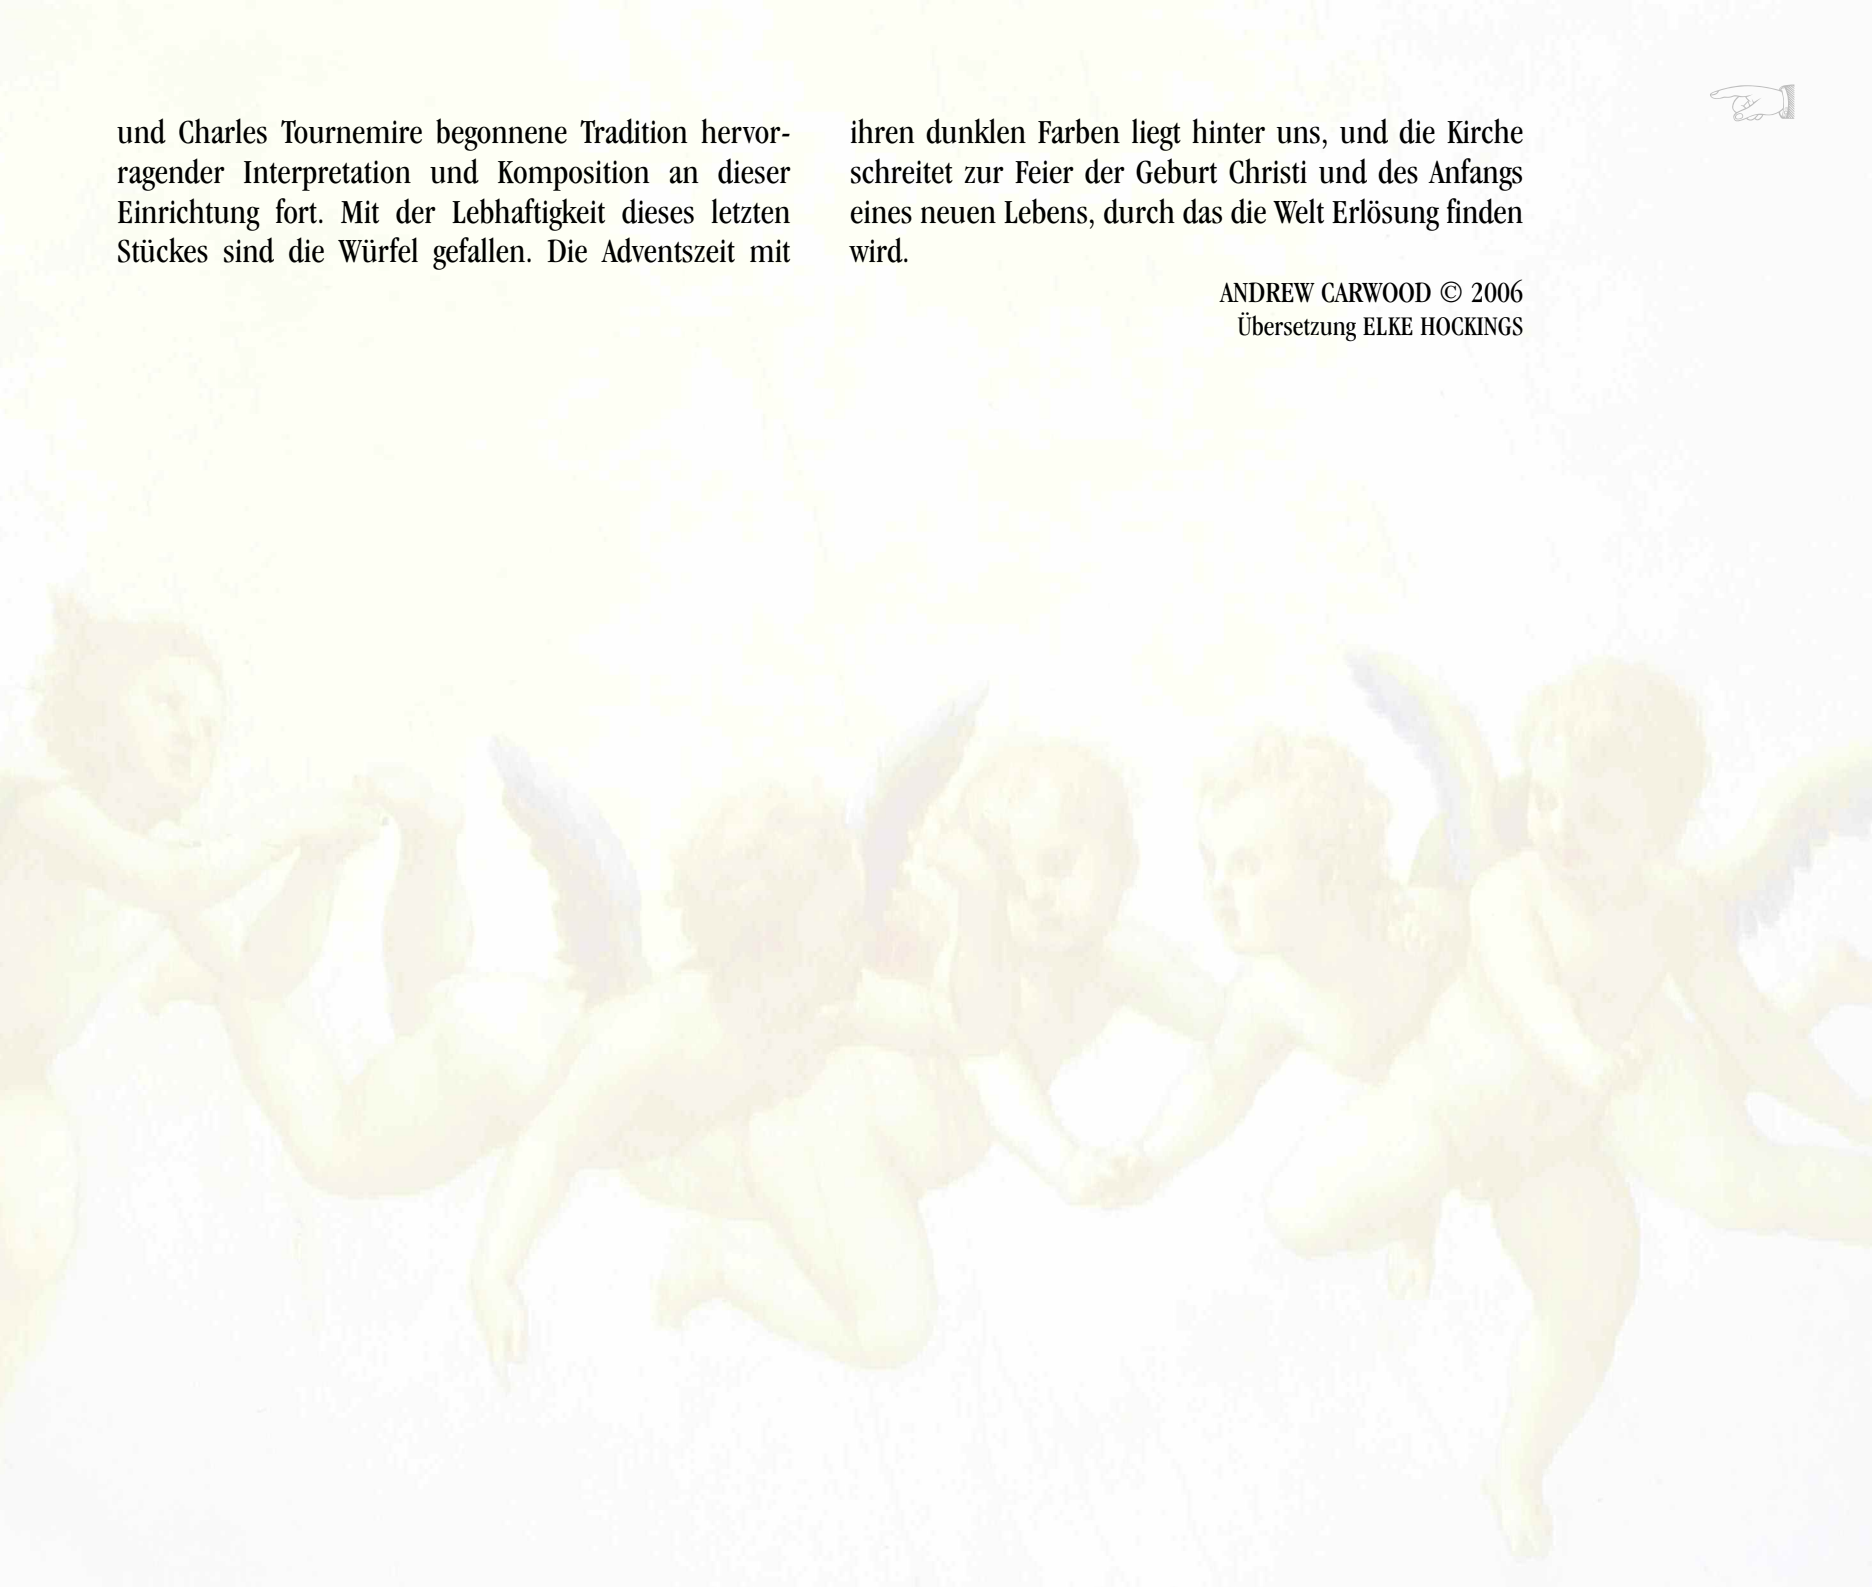 und Charles Tournemire begonnene Tradition hervor-
ragender Interpretation und Komposition an dieser
Einrichtung fort. Mit der Lebhaftigkeit dieses letzten
Stückes sind die Würfel gefallen. Die Adventszeit mit
ihren dunklen Farben liegt hinter uns, und die Kirche
schreitet zur Feier der Geburt Christi und des Anfangs
eines neuen Lebens, durch das die Welt Erlösung finden
wird.
ANDREW CARWOOD © 2006
Übersetzung ELKE HOCKINGS